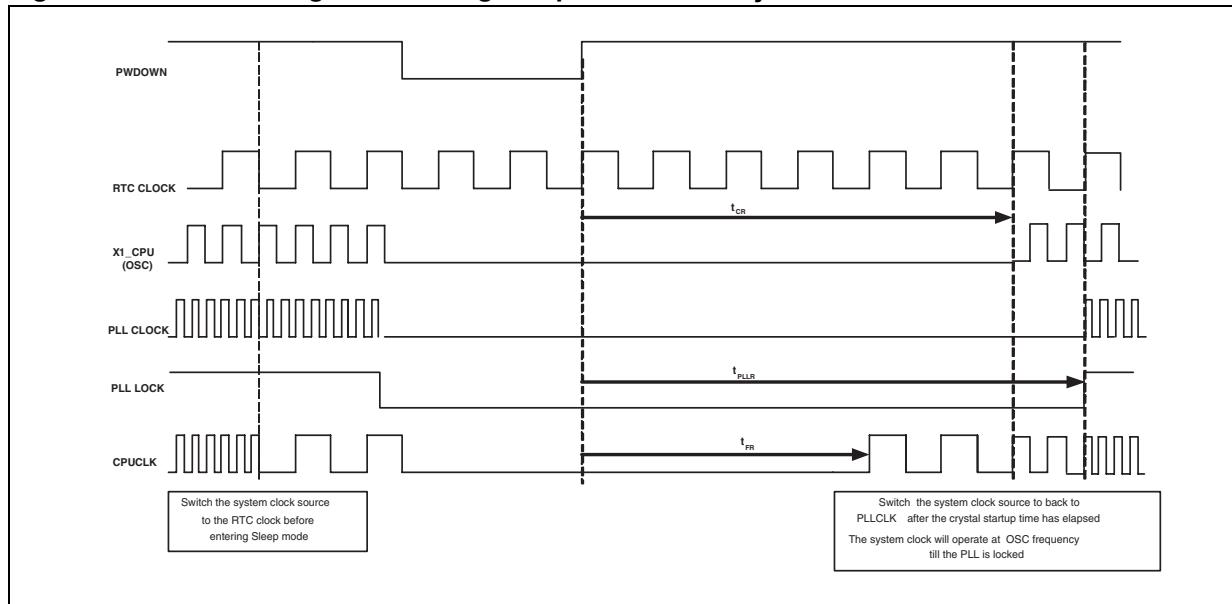 PWDOWN
RTC CLOCK
tCR
X1_CPU
(OSC)
PLL CLOCK
PLL LOCK
tPLLR
CPUCLK
tFR
Switch the system clock source
to the RTC clock before
entering Sleep mode
Switch the system clock source to back to
PLLCLK after the crystal startup time has elapsed
The system clock will operate at OSC frequency
till the PLL is locked